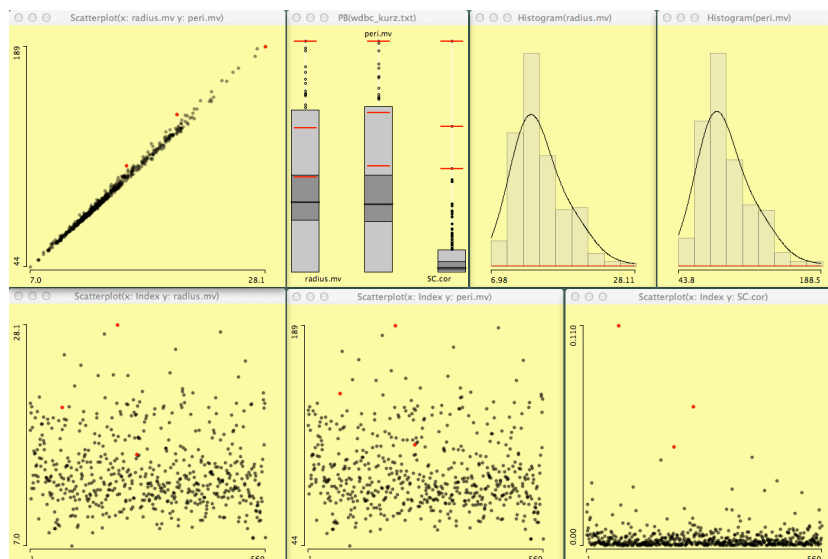 Scatterplot(x: radius.mv y: peri.mv)
189
44
7.0
28.1
PB(wdbc_kurz.txt)
peri.mv
radius.mv
SC.cor
Histogram(radius.mv)
6.98
28.11
Histogram(peri.mv)
43.8
188.5
Scatterplot(x: Index y: radius.mv)
28.1
7.0
1
569
Scatterplot(x: Index y: peri.mv)
189
44
1
569
Scatterplot(x: Index y: SC.cor)
0.110
0.00
1